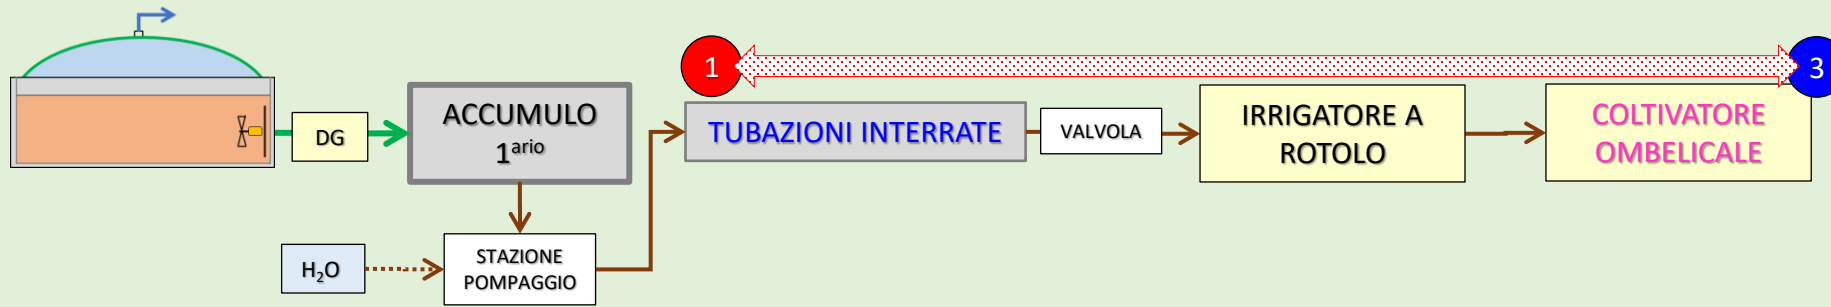 1
3
DG
ACCUMULO
1ario
TUBAZIONI INTERRATE
VALVOLA
IRRIGATORE A
ROTOLO
COLTIVATORE
OMBELICALE
H2O
STAZIONE
POMPAGGIO